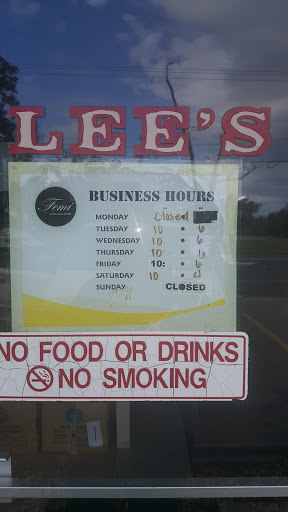 LEE'S
Femi
BUSINESS HOURS
MONDAY Closed
TUESDAY 10 • 6
WEDNESDAY 10 • 6
THURSDAY 10 • 6
FRIDAY 10: • 6
SATURDAY 10 • 4
SUNDAY CLOSED
NO FOOD OR DRINKS
NO SMOKING